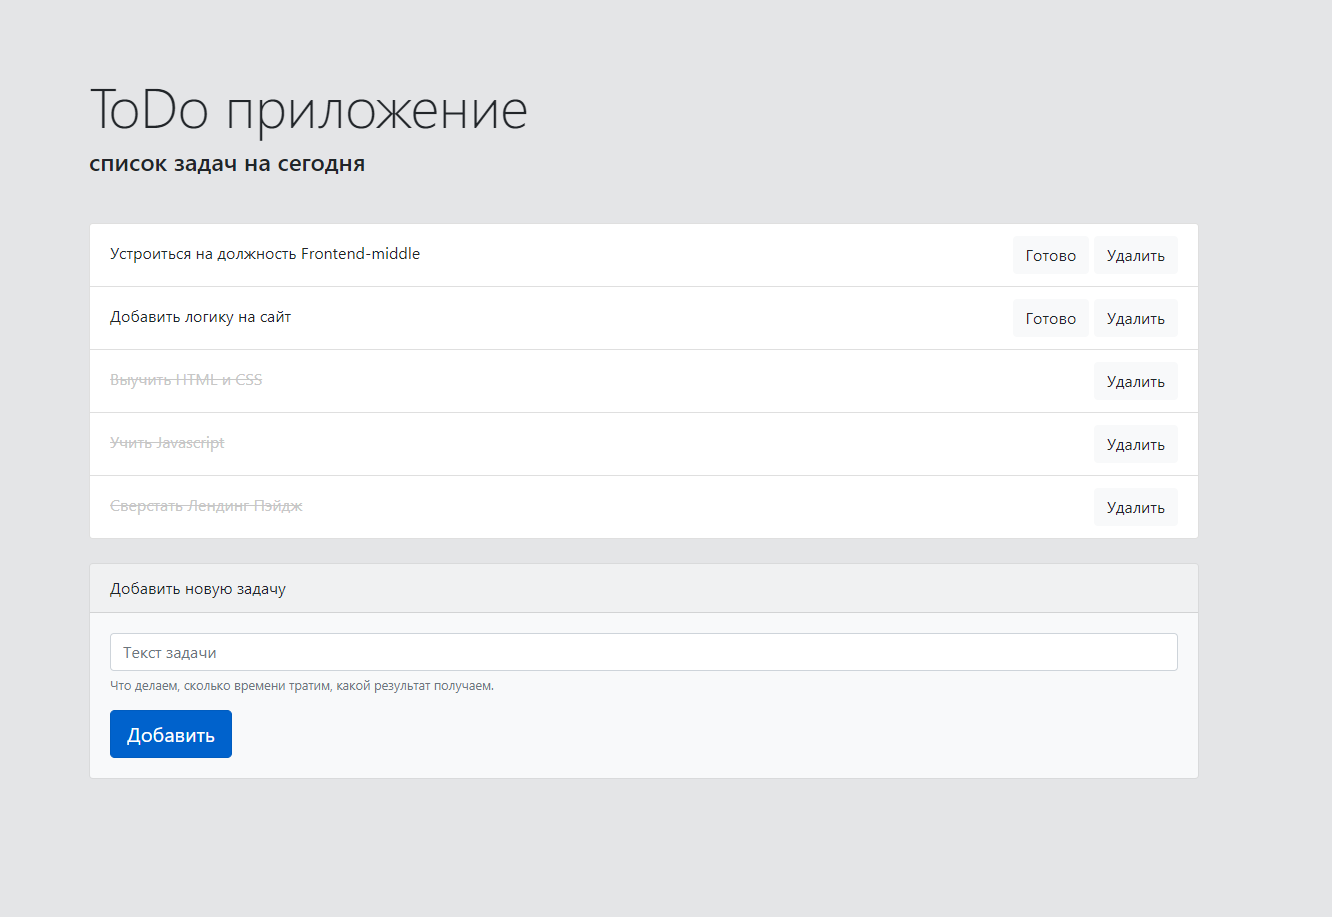 ToDo приложение
список задач на сегодня
Устроиться на должность Frontend-middle Готово Удалить
Добавить логику на сайт Готово Удалить
Выучить HTML и CSS Удалить
Учить Javascript Удалить
Сверстать Лендинг Пэйдж Удалить
Добавить новую задачу
Текст задачи
Что делаем, сколько времени тратим, какой результат получаем.
Добавить